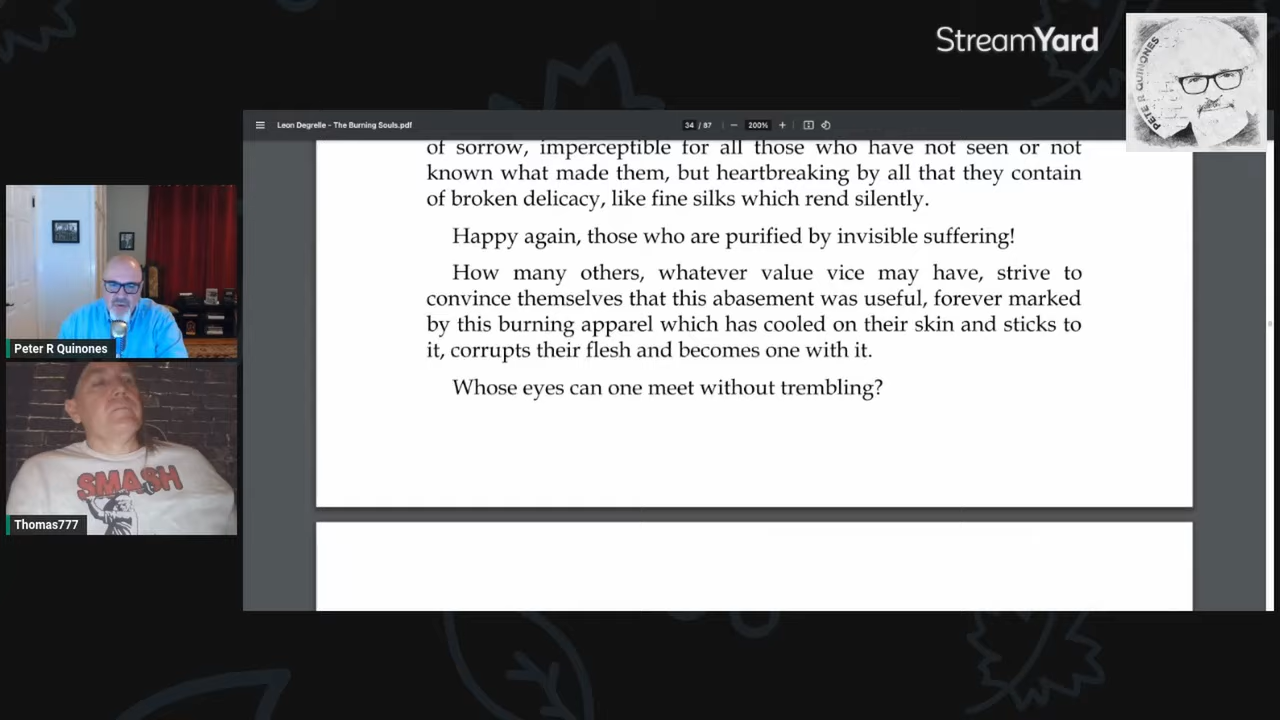 StreamYard
PETE R QUINONES
Leon Degrelle - The Burning Souls.pdf
34 / 87
200%
of sorrow, imperceptible for all those who have not seen or not
known what made them, but heartbreaking by all that they contain
of broken delicacy, like fine silks which rend silently.
Happy again, those who are purified by invisible suffering!
How many others, whatever value vice may have, strive to
convince themselves that this abasement was useful, forever marked
by this burning apparel which has cooled on their skin and sticks to
it, corrupts their flesh and becomes one with it.
Whose eyes can one meet without trembling?
Peter R Quinones
SMASH
Thomas777